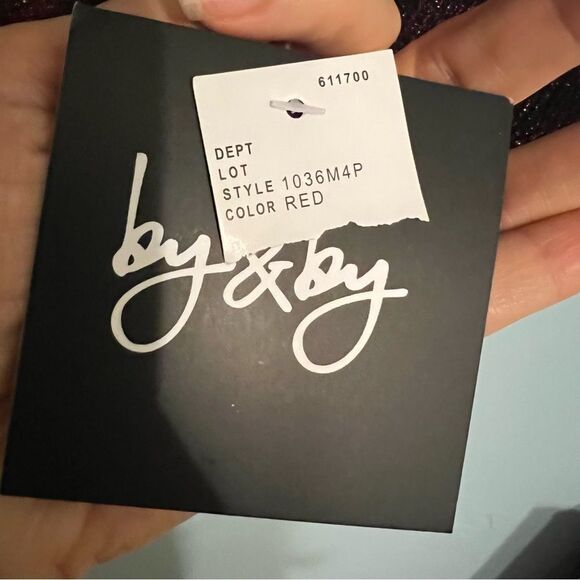 611700
DEPT
LOT
STYLE 1036M4P
COLOR RED
by & by